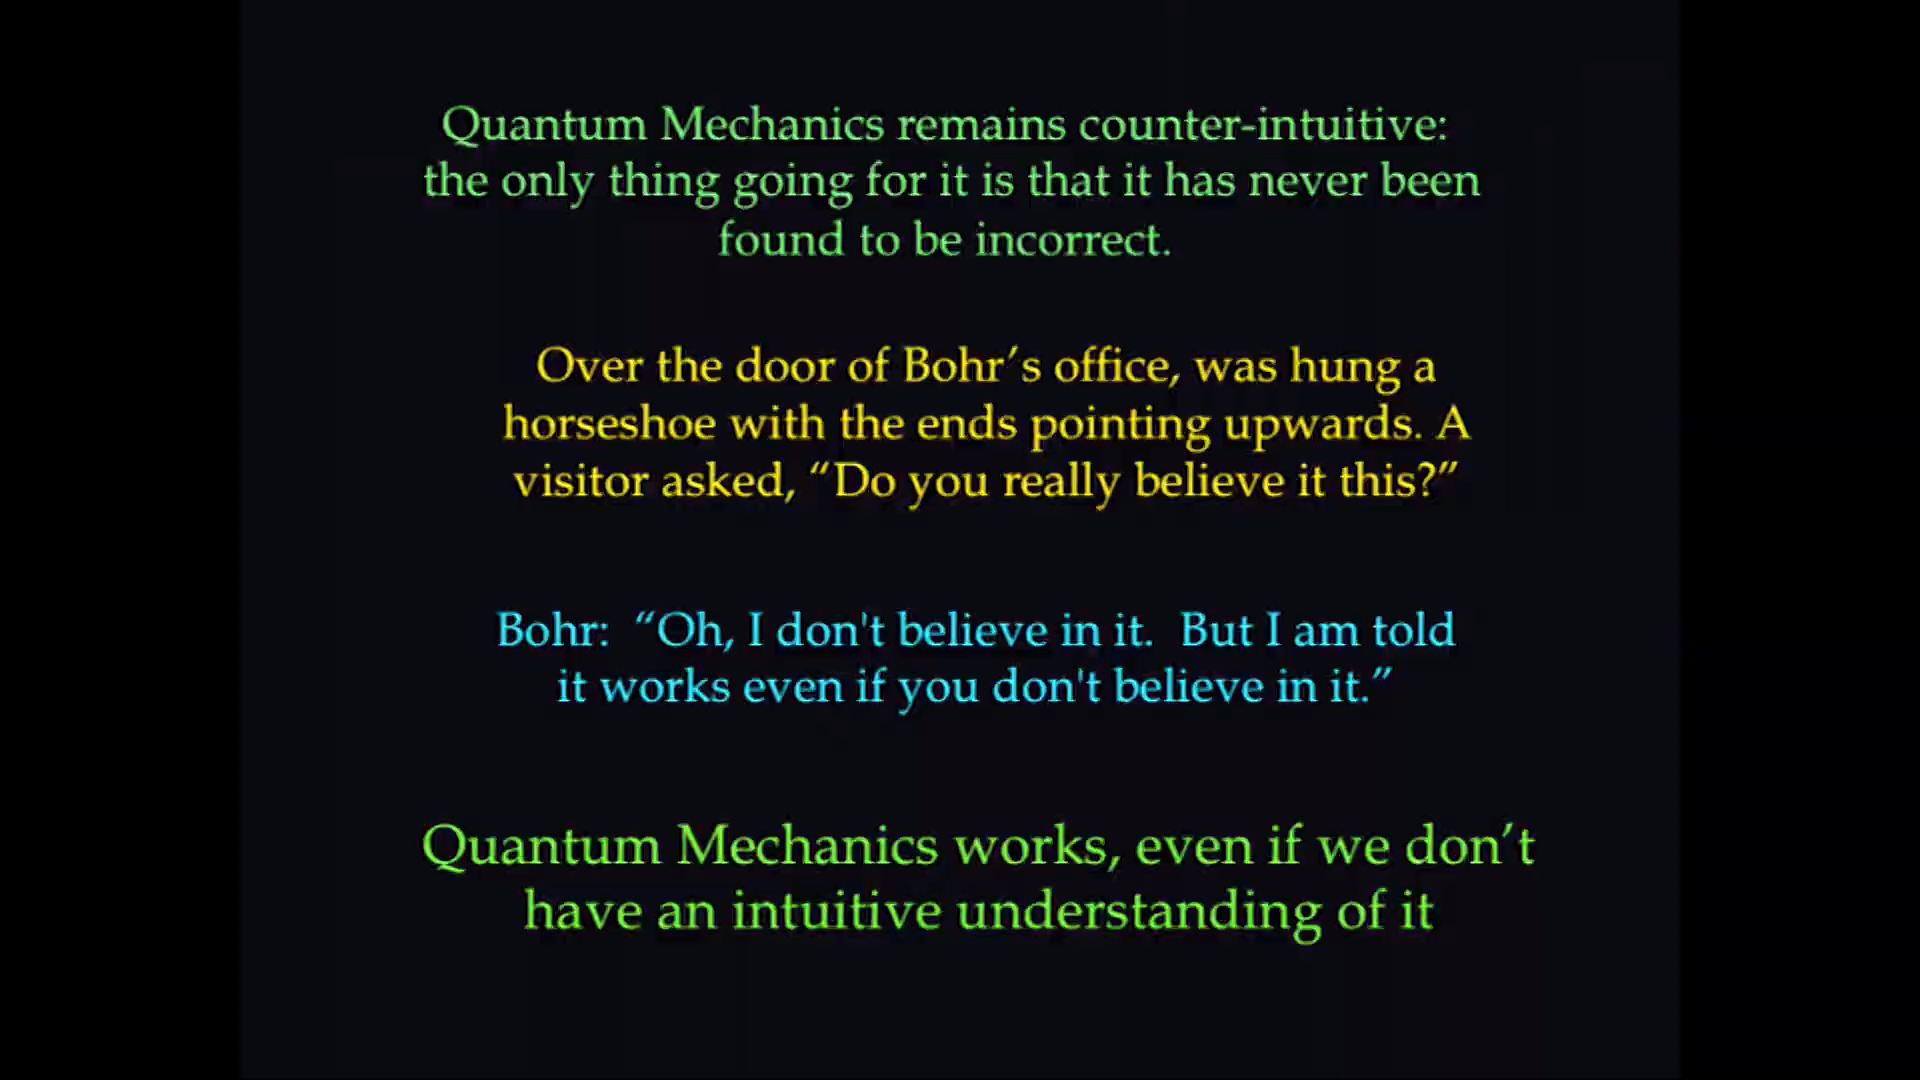 Quantum Mechanics remains counter-intuitive:
the only thing going for it is that it has never been
found to be incorrect.
Over the door of Bohr’s office, was hung a
horseshoe with the ends pointing upwards. A
visitor asked, “Do you really believe it this?”
Bohr:  “Oh, I don't believe in it.  But I am told
it works even if you don't believe in it.”
Quantum Mechanics works, even if we don’t
have an intuitive understanding of it